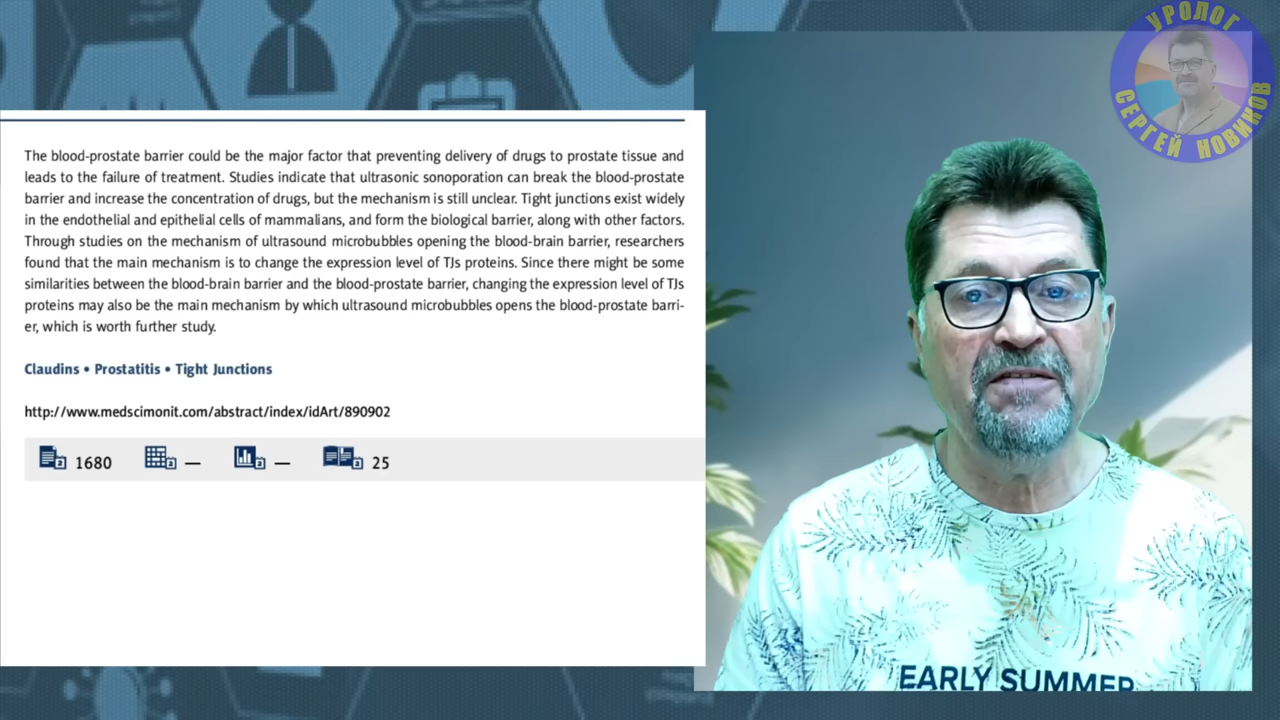 The blood-prostate barrier could be the major factor that preventing delivery of drugs to prostate tissue and
leads to the failure of treatment. Studies indicate that ultrasonic sonoporation can break the blood-prostate
barrier and increase the concentration of drugs, but the mechanism is still unclear. Tight junctions exist widely
in the endothelial and epithelial cells of mammalians, and form the biological barrier, along with other factors.
Through studies on the mechanism of ultrasound microbubbles opening the blood-brain barrier, researchers
found that the main mechanism is to change the expression level of TJs proteins. Since there might be some
similarities between the blood-brain barrier and the blood-prostate barrier, changing the expression level of TJs
proteins may also be the main mechanism by which ultrasound microbubbles opens the blood-prostate barri-
er, which is worth further study.
Claudins • Prostatitis • Tight Junctions
http://www.medscimonit.com/abstract/index/idArt/890902
1680 — — 25
УРОЛОГ
СЕРГЕЙ НОВИКОВ
EARLY SUMMER